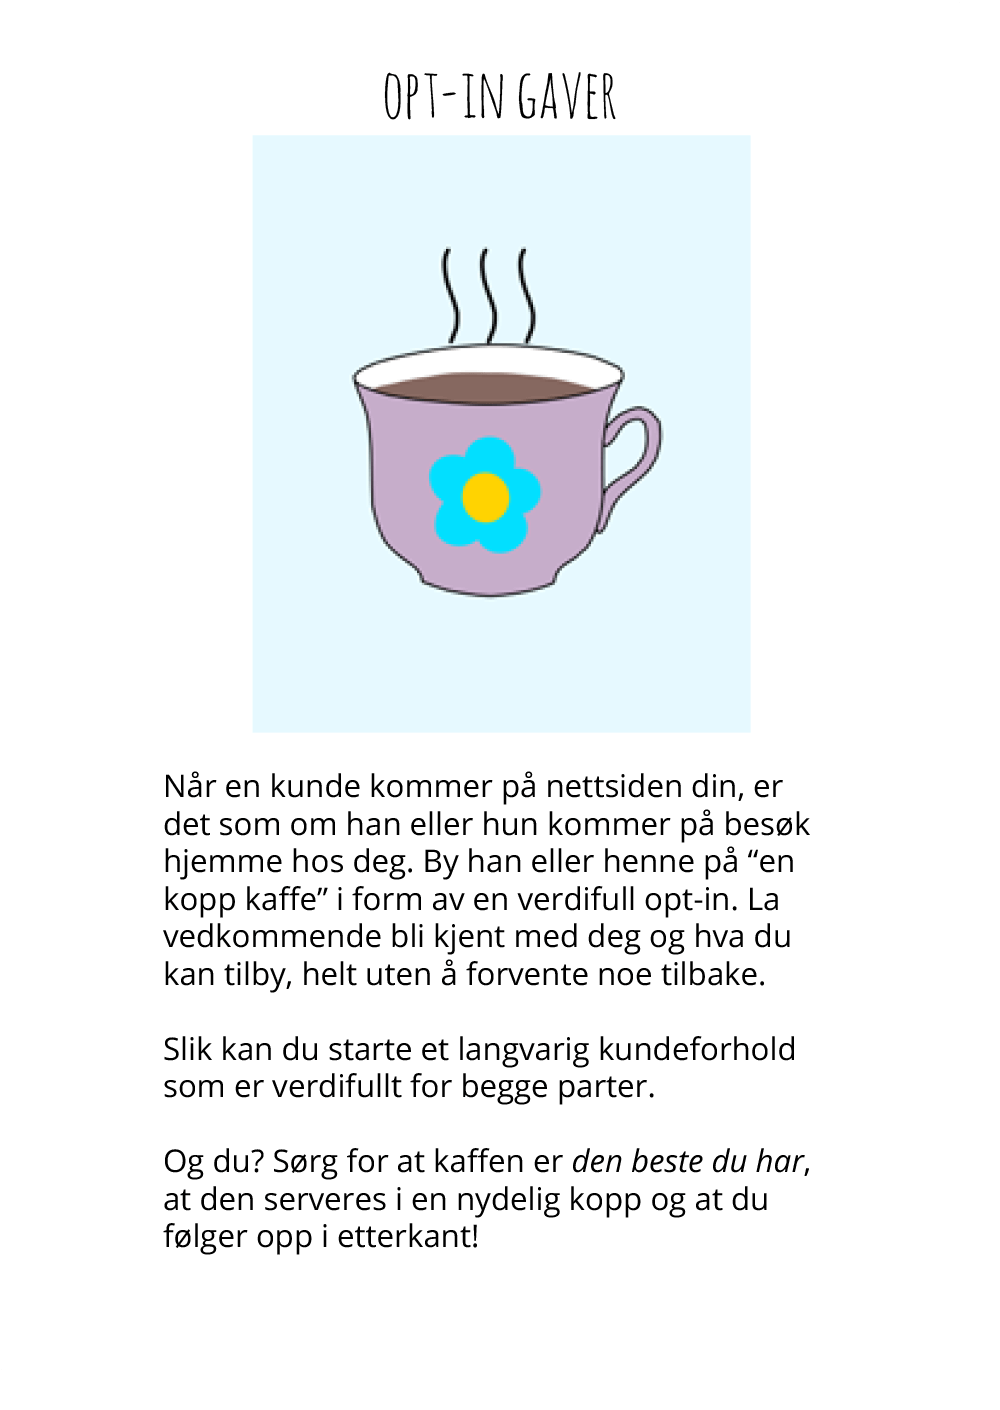 OPT-IN GAVER
Når en kunde kommer på nettsiden din, er
det som om han eller hun kommer på besøk
hjemme hos deg. By han eller henne på “en
kopp kaffe” i form av en verdifull opt-in. La
vedkommende bli kjent med deg og hva du
kan tilby, helt uten å forvente noe tilbake.
Slik kan du starte et langvarig kundeforhold
som er verdifullt for begge parter.
Og du? Sørg for at kaffen er den beste du har,
at den serveres i en nydelig kopp og at du
følger opp i etterkant!